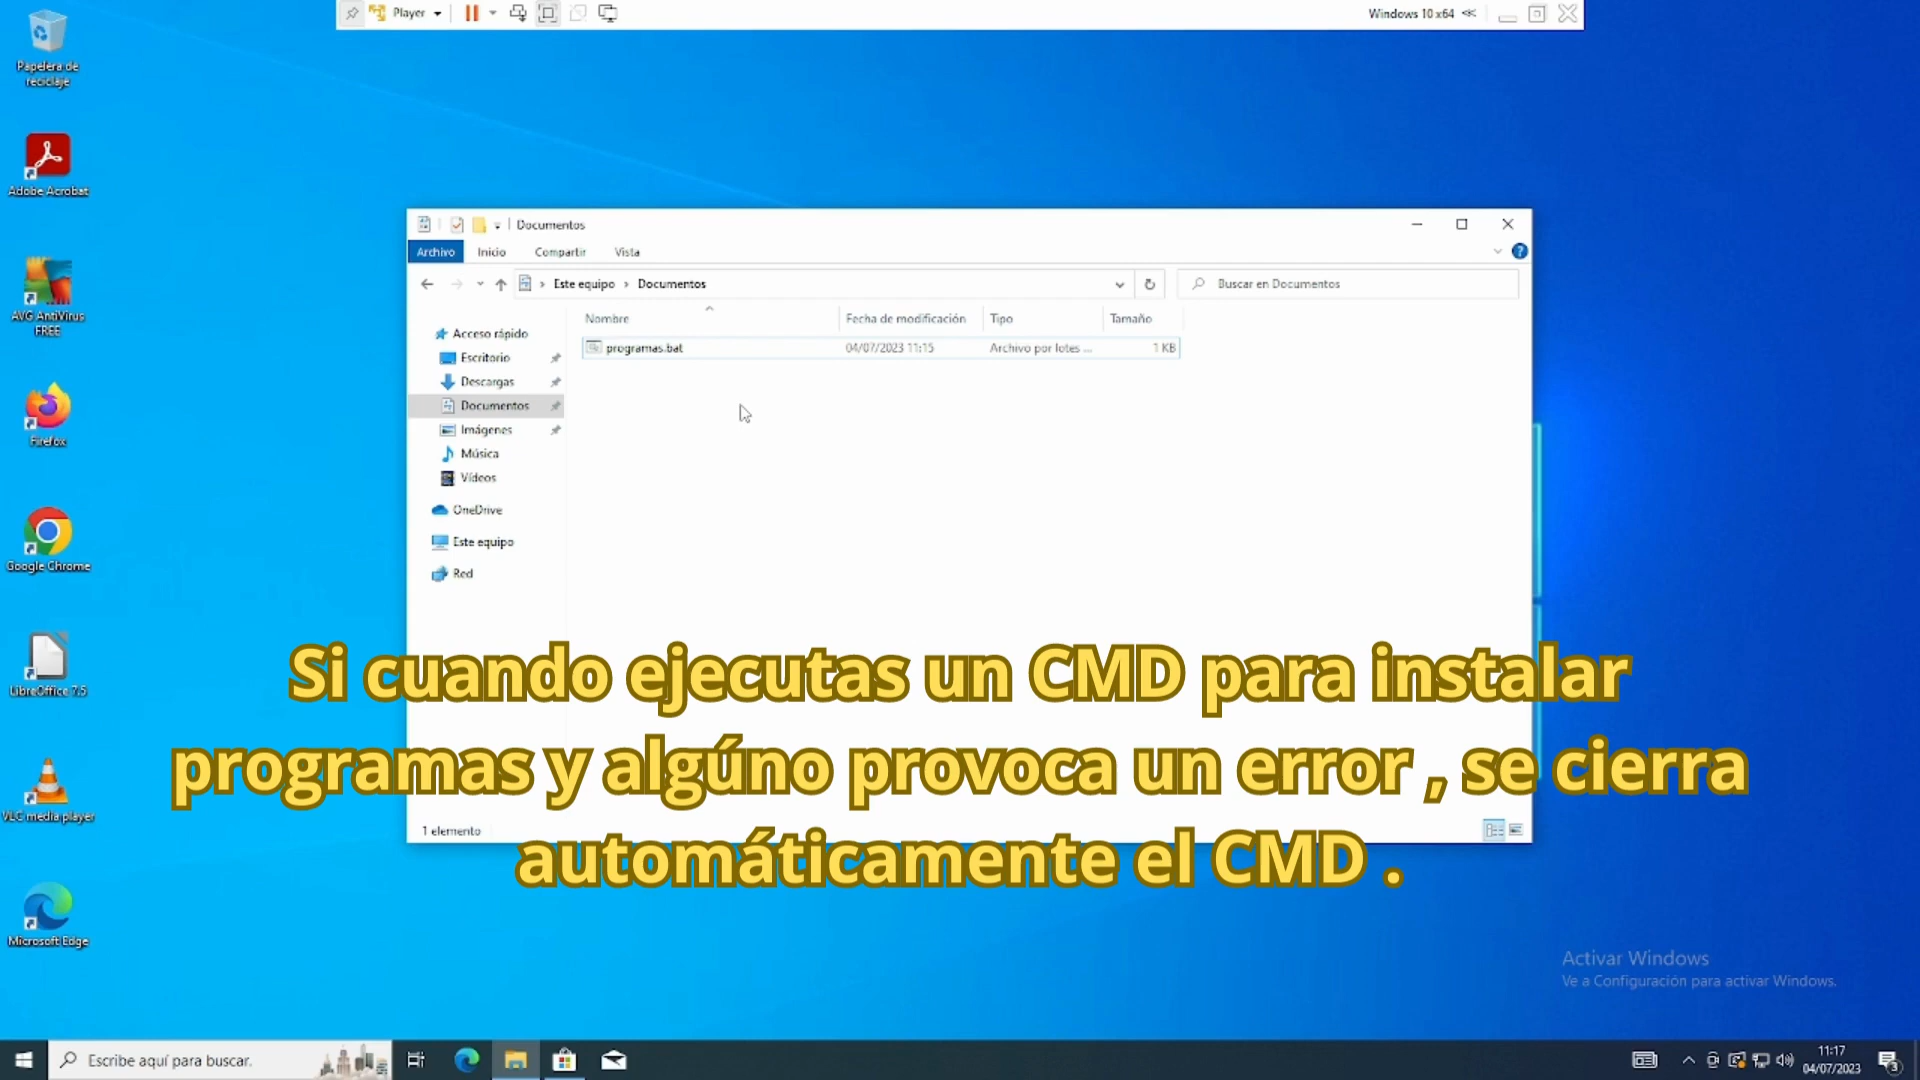 Player
Windows 10 x64
Papelera de
reciclaje
Adobe Acrobat
AVG AntiVirus
FREE
Firefox
Google Chrome
LibreOffice 7.5
VLC media player
Microsoft Edge
Documentos
Archivo Inicio Compartir Vista
Este equipo > Documentos
Buscar en Documentos
Nombre Fecha de modificación Tipo Tamaño
programas.bat 04/07/2023 11:15 Archivo por lotes ... 1 KB
Acceso rápido
Escritorio
Descargas
Documentos
Imágenes
Música
Vídeos
OneDrive
Este equipo
Red
1 elemento
Si cuando ejecutas un CMD para instalar
programas y algúno provoca un error , se cierra
automáticamente el CMD .
Activar Windows
Ve a Configuración para activar Windows.
Escribe aquí para buscar.
11:17
04/07/2023
3